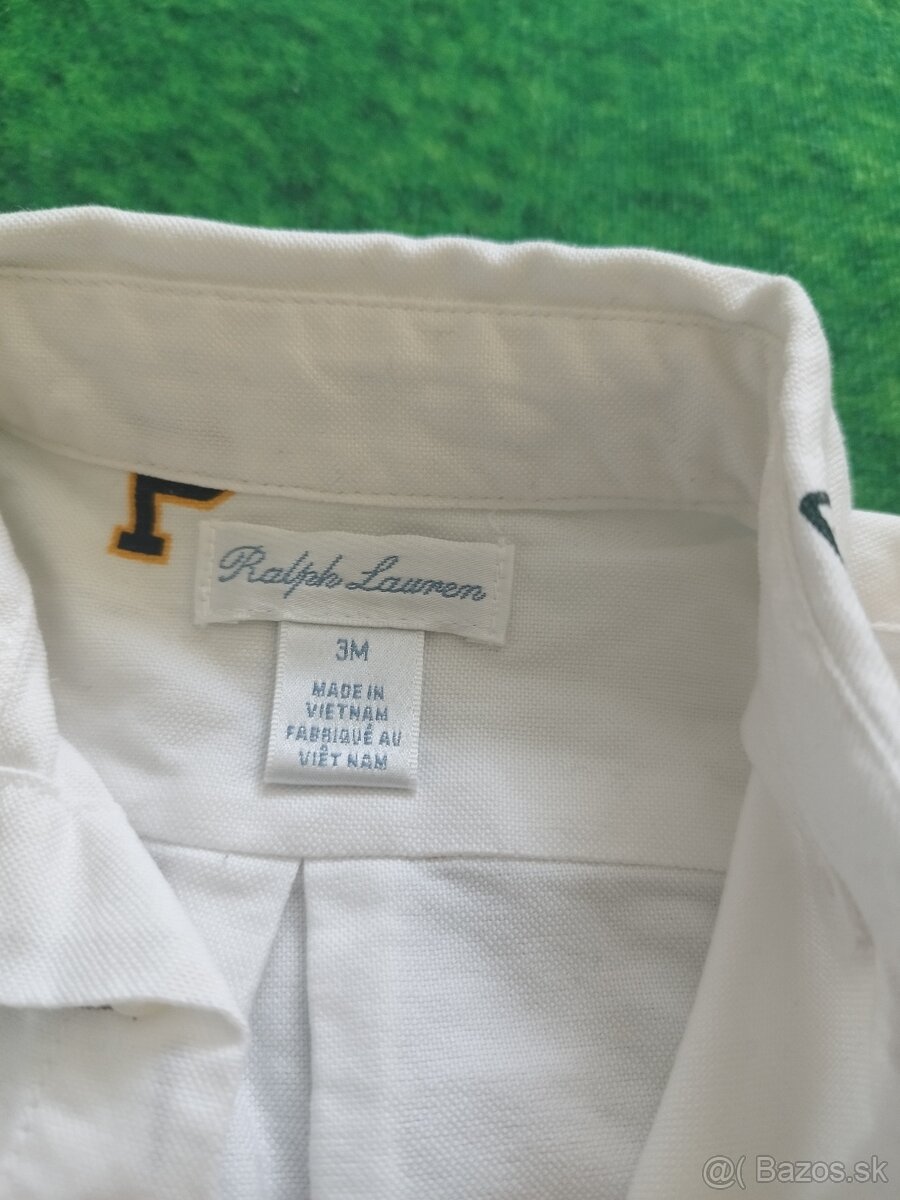 P
Ralph Lauren
3M
MADE IN
VIETNAM
FABRIQUÉ AU
VIÊT NAM
@( Bazos.sk